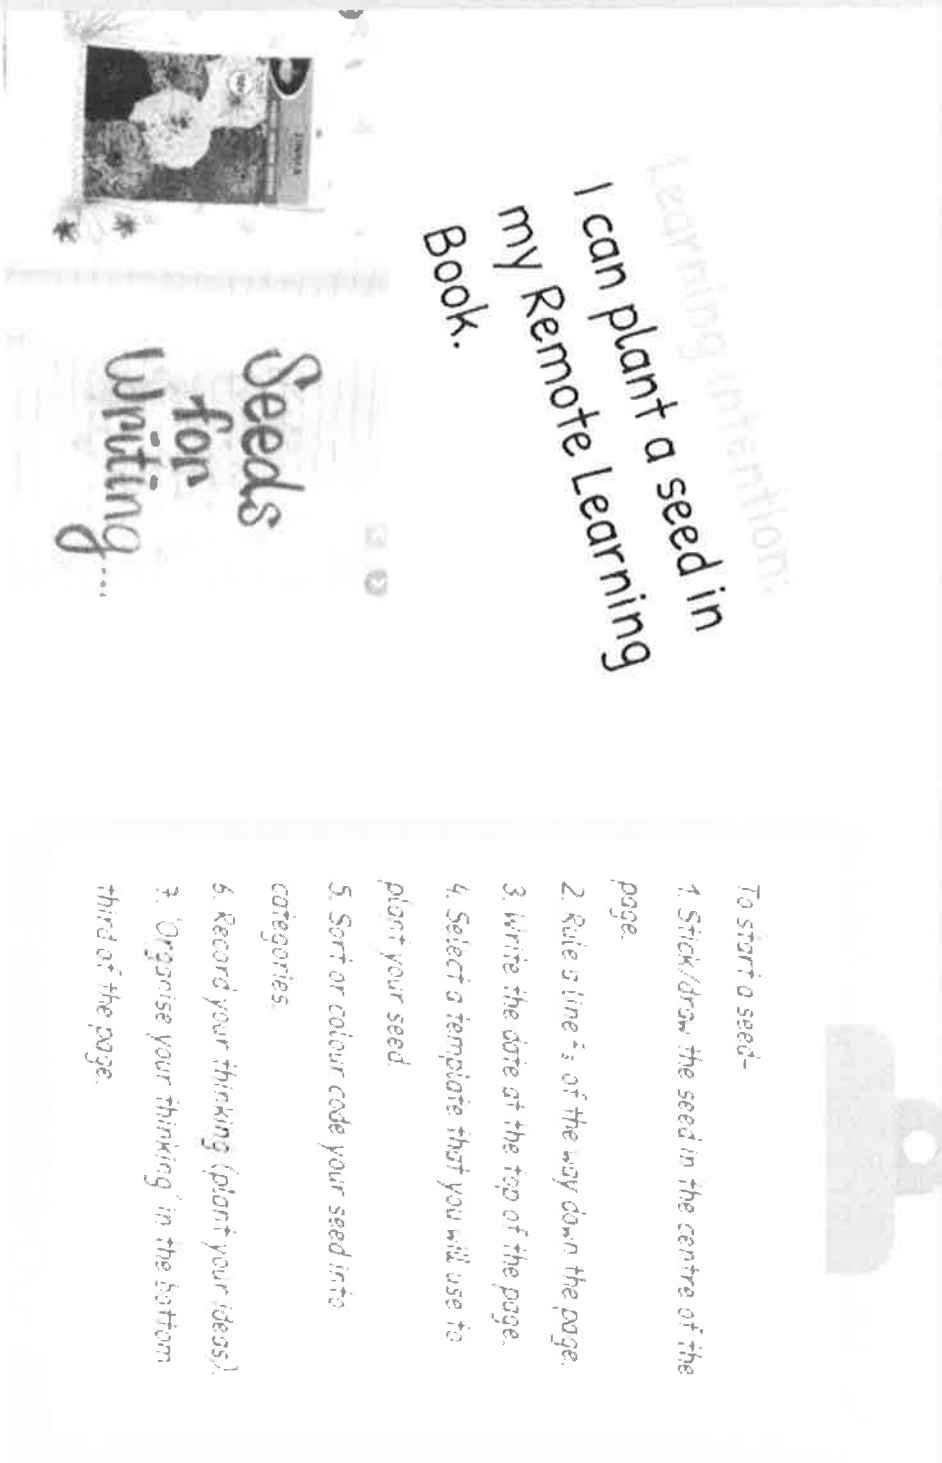 Learning Intention:
I can plant a seed in
my Remote Learning
Book.
ZINNIA
Seeds
for
Writing...
To start a seed-
1. Stick/draw the seed in the centre of the
page.
2. Rule a line ⅔ of the way down the page.
3. Write the date at the top of the page.
4. Select a template that you will use to
plant your seed.
5. Sort or colour code your seed into
categories.
6. Record your thinking (plant your ideas).
7. 'Organise your thinking' in the bottom
third of the page.